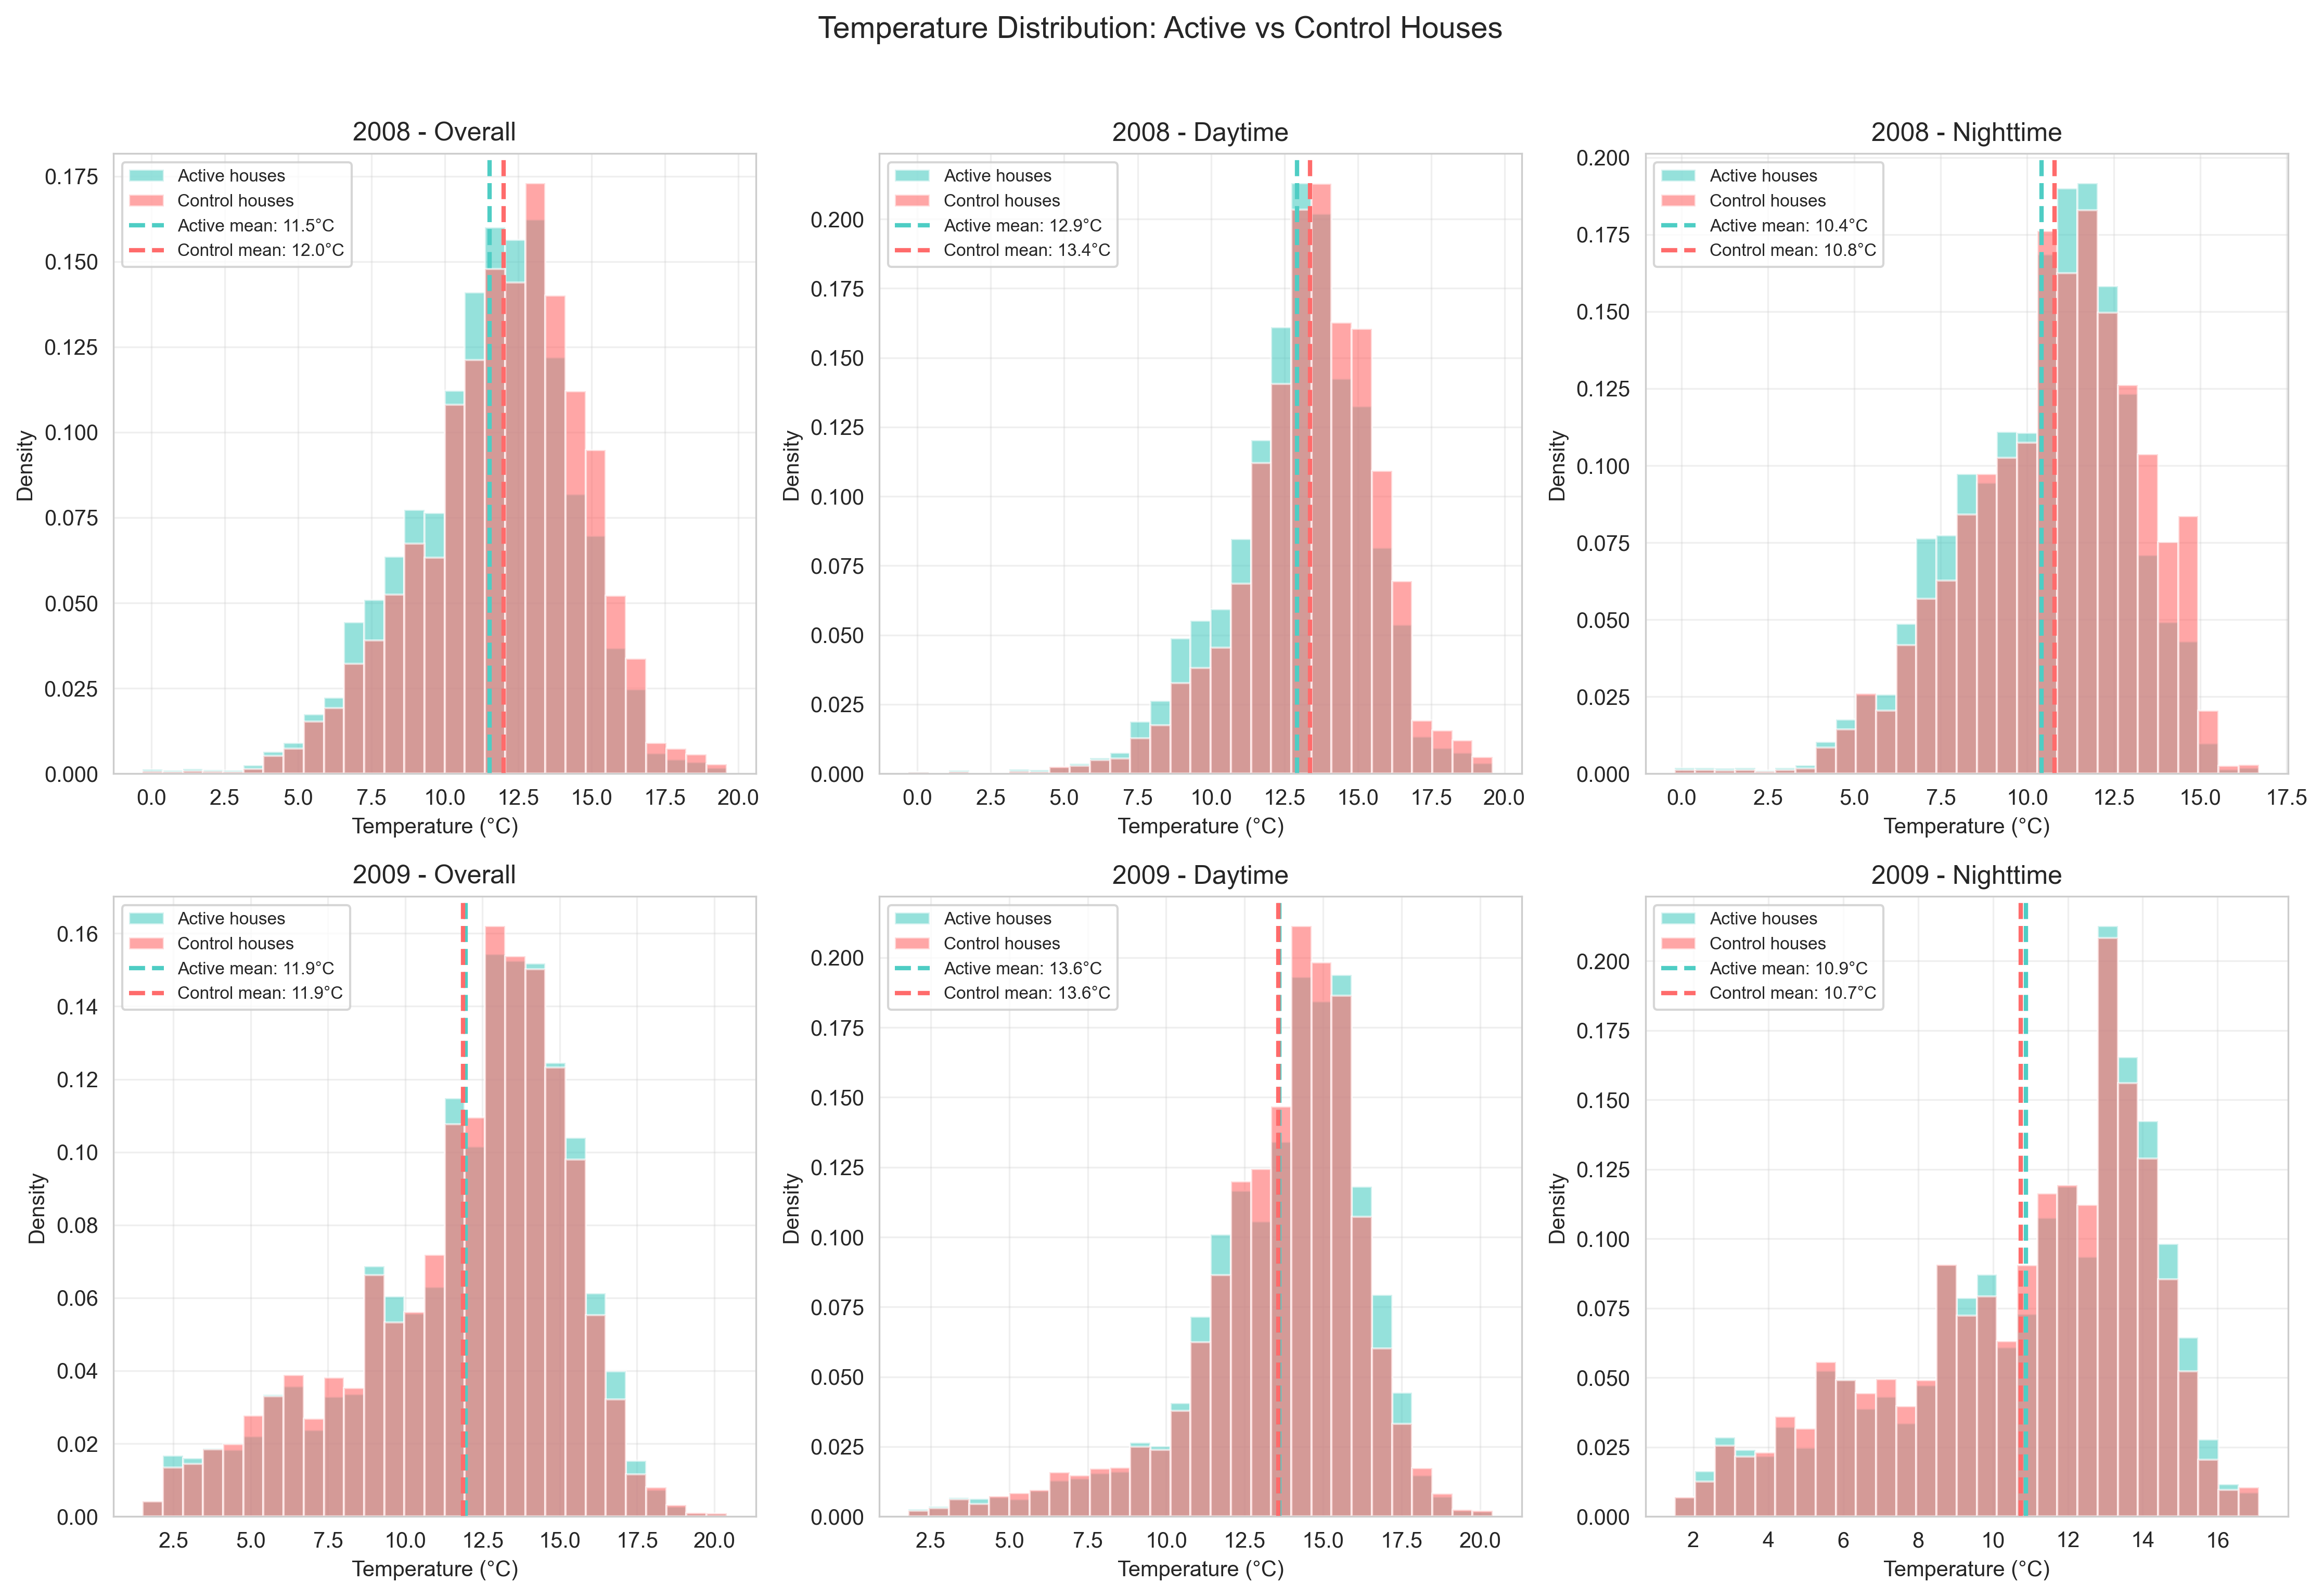 Temperature Distribution: Active vs Control Houses
2008 - Overall
Active houses
Control houses
Active mean: 11.5°C
Control mean: 12.0°C
0.175
0.150
0.125
0.100
0.075
0.050
0.025
0.000
Density
0.0 2.5 5.0 7.5 10.0 12.5 15.0 17.5 20.0
Temperature (°C)
2008 - Daytime
Active houses
Control houses
Active mean: 12.9°C
Control mean: 13.4°C
0.200
0.175
0.150
0.125
0.100
0.075
0.050
0.025
0.000
Density
0.0 2.5 5.0 7.5 10.0 12.5 15.0 17.5 20.0
Temperature (°C)
2008 - Nighttime
Active houses
Control houses
Active mean: 10.4°C
Control mean: 10.8°C
0.200
0.175
0.150
0.125
0.100
0.075
0.050
0.025
0.000
Density
0.0 2.5 5.0 7.5 10.0 12.5 15.0 17.5
Temperature (°C)
2009 - Overall
Active houses
Control houses
Active mean: 11.9°C
Control mean: 11.9°C
0.16
0.14
0.12
0.10
0.08
0.06
0.04
0.02
0.00
Density
2.5 5.0 7.5 10.0 12.5 15.0 17.5 20.0
Temperature (°C)
2009 - Daytime
Active houses
Control houses
Active mean: 13.6°C
Control mean: 13.6°C
0.200
0.175
0.150
0.125
0.100
0.075
0.050
0.025
0.000
Density
2.5 5.0 7.5 10.0 12.5 15.0 17.5 20.0
Temperature (°C)
2009 - Nighttime
Active houses
Control houses
Active mean: 10.9°C
Control mean: 10.7°C
0.200
0.175
0.150
0.125
0.100
0.075
0.050
0.025
0.000
Density
2 4 6 8 10 12 14 16
Temperature (°C)